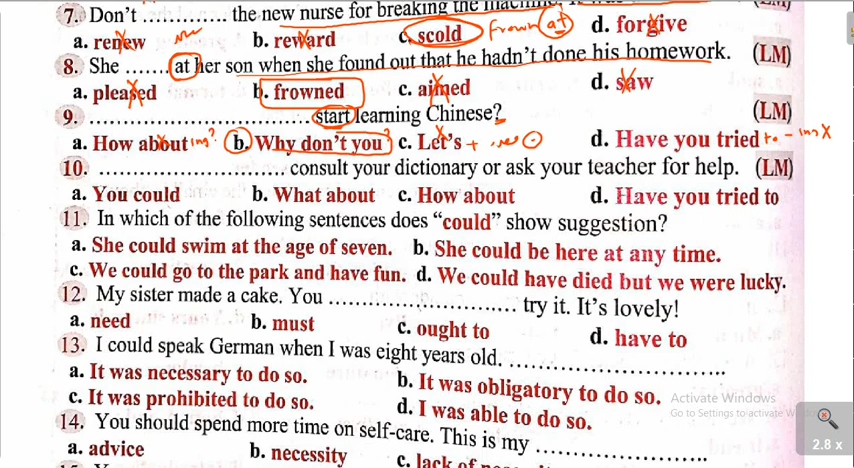 7. Don't .............. the new nurse for breaking the machine,
a. renew b. reward c. scold frown at d. forgive
8. She ....... at her son when she found out that he hadn't done his homework. (LM)
a. pleased b. frowned c. aimed d. saw
9. .................................. start learning Chinese? (LM)
a. How about ing? b. Why don't you? c. Let's + d. Have you tried to - ing X
10. .............................. consult your dictionary or ask your teacher for help. (LM)
a. You could b. What about c. How about d. Have you tried to
11. In which of the following sentences does "could" show suggestion?
a. She could swim at the age of seven. b. She could be here at any time.
c. We could go to the park and have fun. d. We could have died but we were lucky.
12. My sister made a cake. You .............................. try it. It's lovely!
a. need b. must c. ought to d. have to
13. I could speak German when I was eight years old. ..................................
a. It was necessary to do so. b. It was obligatory to do so.
c. It was prohibited to do so. d. I was able to do so.
Activate Windows
Go to Settings to activate
14. You should spend more time on self-care. This is my ..........................
a. advice b. necessity c. lack of
2.8 x